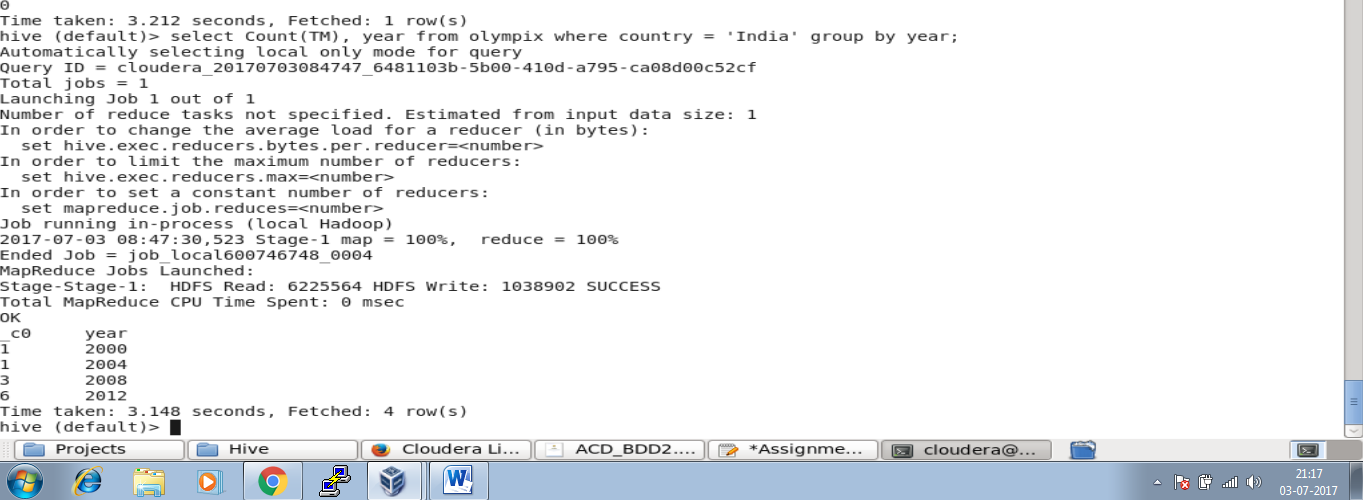 0
Time taken: 3.212 seconds, Fetched: 1 row(s)
hive (default)> select Count(TM), year from olympix where country = 'India' group by year;
Automatically selecting local only mode for query
Query ID = cloudera_20170703084747_6481103b-5b00-410d-a795-ca08d00c52cf
Total jobs = 1
Launching Job 1 out of 1
Number of reduce tasks not specified. Estimated from input data size: 1
In order to change the average load for a reducer (in bytes):
  set hive.exec.reducers.bytes.per.reducer=<number>
In order to limit the maximum number of reducers:
  set hive.exec.reducers.max=<number>
In order to set a constant number of reducers:
  set mapreduce.job.reduces=<number>
Job running in-process (local Hadoop)
2017-07-03 08:47:30,523 Stage-1 map = 100%,  reduce = 100%
Ended Job = job_local600746748_0004
MapReduce Jobs Launched:
Stage-Stage-1:  HDFS Read: 6225564 HDFS Write: 1038902 SUCCESS
Total MapReduce CPU Time Spent: 0 msec
OK
_c0     year
1       2000
1       2004
3       2008
6       2012
Time taken: 3.148 seconds, Fetched: 4 row(s)
hive (default)>
Projects Hive Cloudera Li... ACD_BDD2.... *Assignme... cloudera@...
21:17
03-07-2017